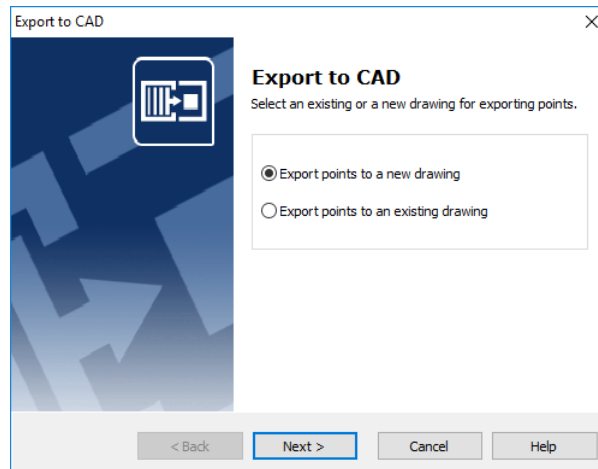 Export to CAD
Export to CAD
Select an existing or a new drawing for exporting points.
Export points to a new drawing
Export points to an existing drawing
< Back Next > Cancel Help